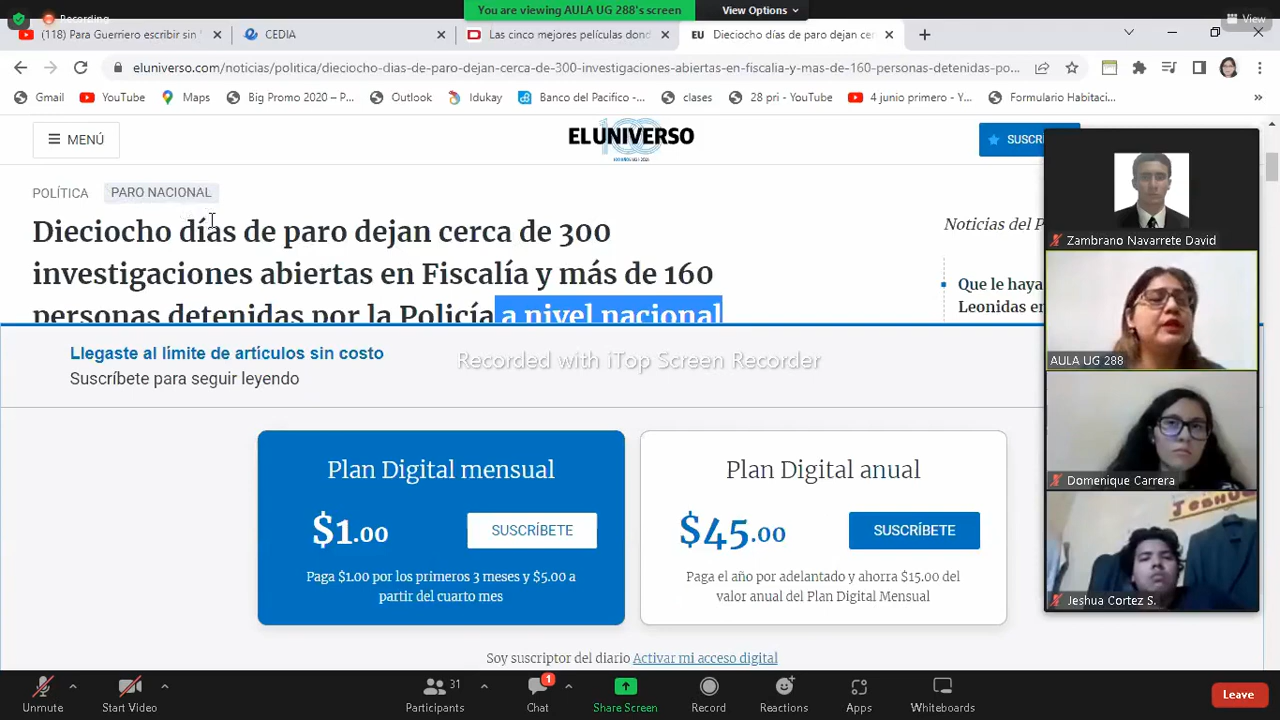 Recording
You are viewing AULA UG 288's screen
View Options
View
(118) Para Guerriero escribir sin
CEDIA
Las cinco mejores películas dond
EU Dieciocho días de paro dejan cer
eluniverso.com/noticias/politica/dieciocho-dias-de-paro-dejan-cerca-de-300-investigaciones-abiertas-en-fiscalia-y-mas-de-160-personas-detenidas-po...
Gmail
YouTube
Maps
Big Promo 2020 – P...
Outlook
Idukay
Banco del Pacifico -...
clases
28 pri - YouTube
4 junio primero - Y...
Formulario Habitaci...
»
MENÚ
EL UNIVERSO
SUSCRÍ
POLÍTICA
PARO NACIONAL
Dieciocho días de paro dejan cerca de 300
investigaciones abiertas en Fiscalía y más de 160
personas detenidas por la Policía a nivel nacional
Noticias del P
Que le haya
Leonidas en
Llegaste al límite de artículos sin costo
Suscríbete para seguir leyendo
Recorded with iTop Screen Recorder
Plan Digital mensual
$1.00
SUSCRÍBETE
Paga $1.00 por los primeros 3 meses y $5.00 a
partir del cuarto mes
Plan Digital anual
$45.00
SUSCRÍBETE
Paga el año por adelantado y ahorra $15.00 del
valor anual del Plan Digital Mensual
Soy suscriptor del diario Activar mi acceso digital
Zambrano Navarrete David
AULA UG 288
Domenique Carrera
JOSHUA
Jeshua Cortez S.
Unmute
Start Video
31
Participants
1
Chat
Share Screen
Record
Reactions
Apps
Whiteboards
Leave